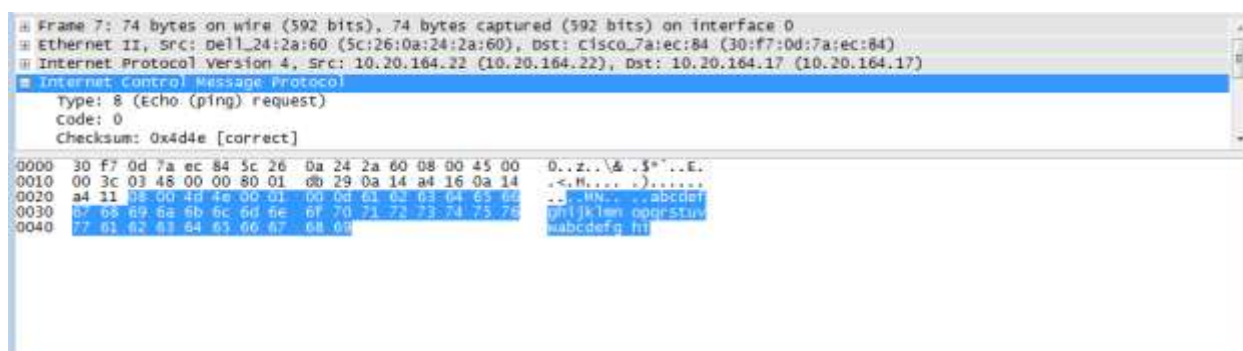 Frame 7: 74 bytes on wire (592 bits), 74 bytes captured (592 bits) on interface 0
Ethernet II, Src: Dell_24:2a:60 (5c:26:0a:24:2a:60), Dst: Cisco_7a:ec:84 (30:f7:0d:7a:ec:84)
Internet Protocol Version 4, Src: 10.20.164.22 (10.20.164.22), Dst: 10.20.164.17 (10.20.164.17)
Internet Control Message Protocol
Type: 8 (Echo (ping) request)
Code: 0
Checksum: 0x4d4e [correct]
0000 30 f7 0d 7a ec 84 5c 26 0a 24 2a 60 08 00 45 00 0..z..\& .$*`..E.
0010 00 3c 03 48 00 00 80 01 db 29 0a 14 a4 16 0a 14 .<.H.... .)......
0020 a4 11 08 00 4d 4e 00 01 00 0d 61 62 63 64 65 66 ....MN.. ..abcdef
0030 67 68 69 6a 6b 6c 6d 6e 6f 70 71 72 73 74 75 76 ghijklmn opqrstuv
0040 77 61 62 63 64 65 66 67 68 69 wabcdefg hi